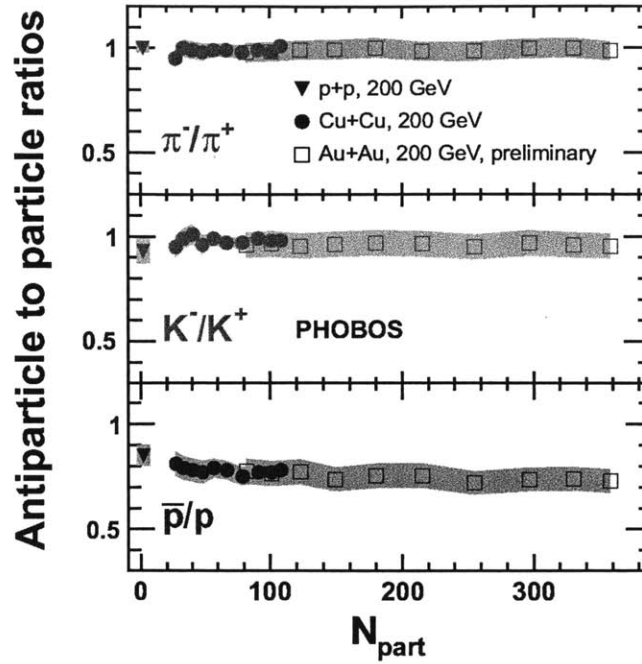 Antiparticle to particle ratios
1
0.5
π⁻/π⁺
▼ p+p, 200 GeV
● Cu+Cu, 200 GeV
□ Au+Au, 200 GeV, preliminary
1
0.5
K⁻/K⁺
PHOBOS
1
0.5
p̅/p
0
100
200
300
N_part